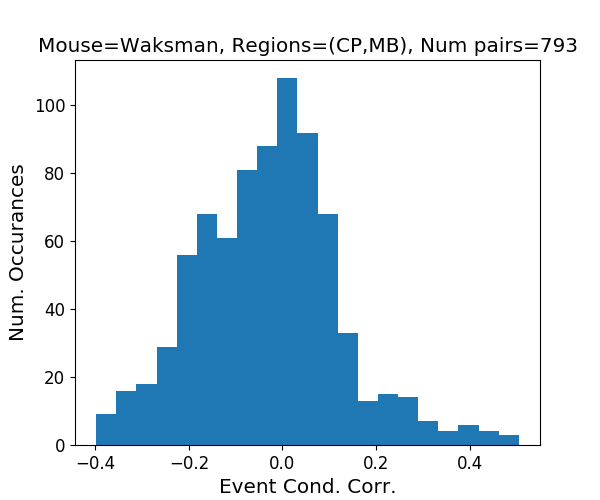 Mouse=Waksman, Regions=(CP,MB), Num pairs=793
Num. Occurances
100
80
60
40
20
0
−0.4 −0.2 0.0 0.2 0.4
Event Cond. Corr.